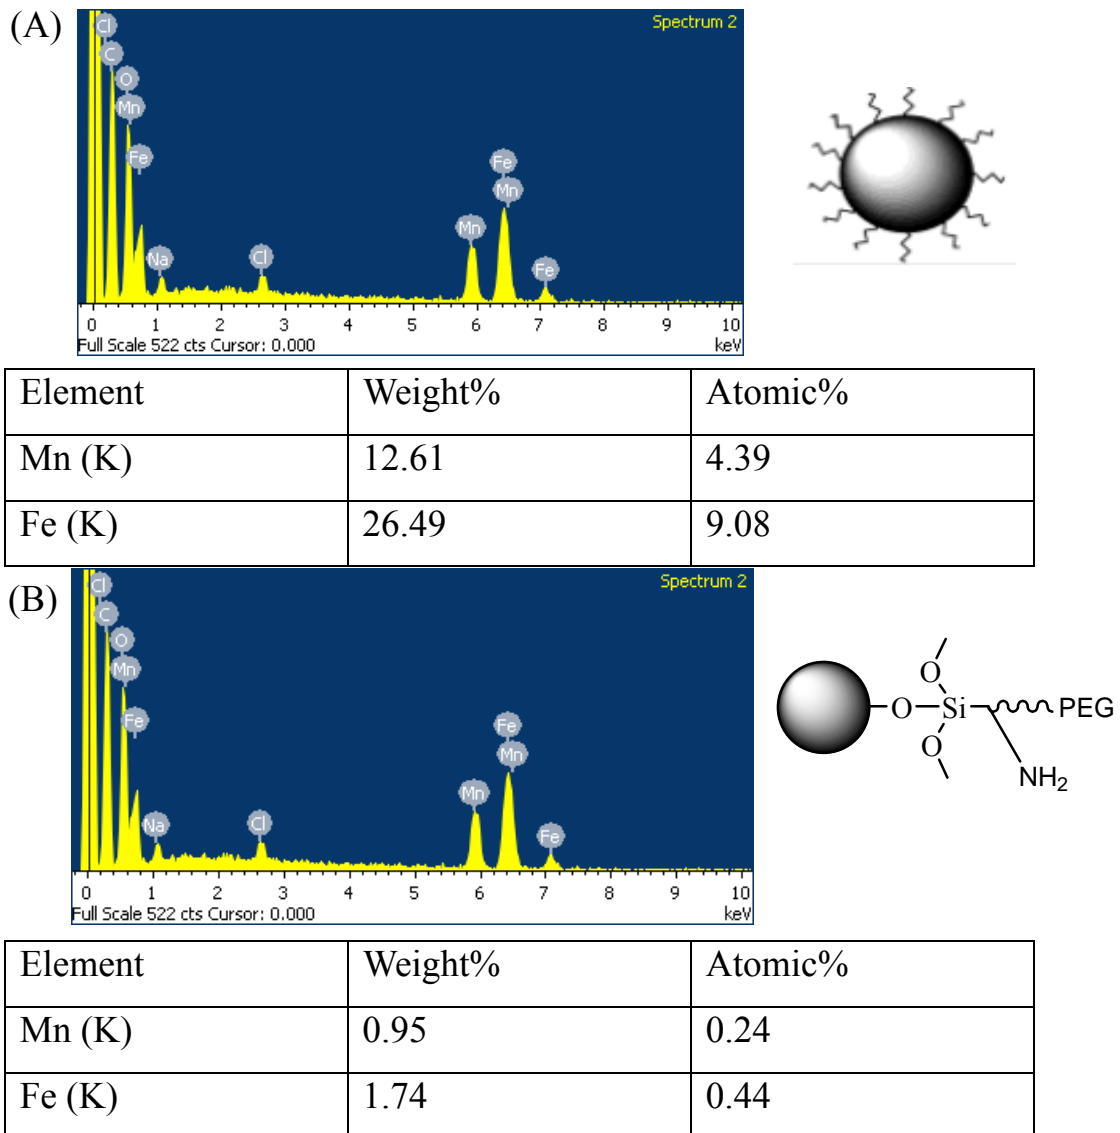 (A)
Spectrum 2
Cl
C
O
Mn
Fe
Na
Cl
Mn
Fe
Mn
Fe
0 1 2 3 4 5 6 7 8 9 10
Full Scale 522 cts Cursor: 0.000 keV
Element Weight% Atomic%
Mn (K) 12.61 4.39
Fe (K) 26.49 9.08
(B)
Spectrum 2
Cl
C
O
Mn
Fe
Na
Cl
Mn
Fe
Mn
Fe
0 1 2 3 4 5 6 7 8 9 10
Full Scale 522 cts Cursor: 0.000 keV
O
O Si PEG
O
NH2
Element Weight% Atomic%
Mn (K) 0.95 0.24
Fe (K) 1.74 0.44